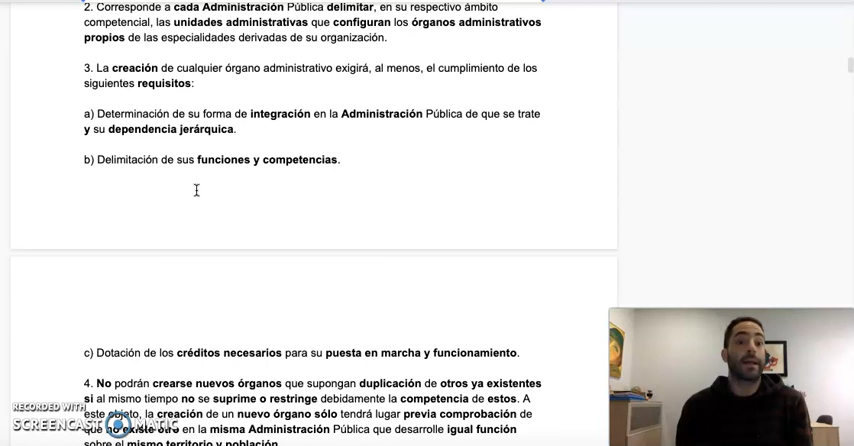 2. Corresponde a cada Administración Pública delimitar, en su respectivo ámbito
competencial, las unidades administrativas que configuran los órganos administrativos
propios de las especialidades derivadas de su organización.
3. La creación de cualquier órgano administrativo exigirá, al menos, el cumplimiento de los
siguientes requisitos:
a) Determinación de su forma de integración en la Administración Pública de que se trate
y su dependencia jerárquica.
b) Delimitación de sus funciones y competencias.
c) Dotación de los créditos necesarios para su puesta en marcha y funcionamiento.
4. No podrán crearse nuevos órganos que supongan duplicación de otros ya existentes
si al mismo tiempo no se suprime o restringe debidamente la competencia de estos. A
este objeto, la creación de un nuevo órgano sólo tendrá lugar previa comprobación de
que no existe otro en la misma Administración Pública que desarrolle igual función
sobre el mismo territorio y población.
RECORDED WITH
SCREENCAST MATIC